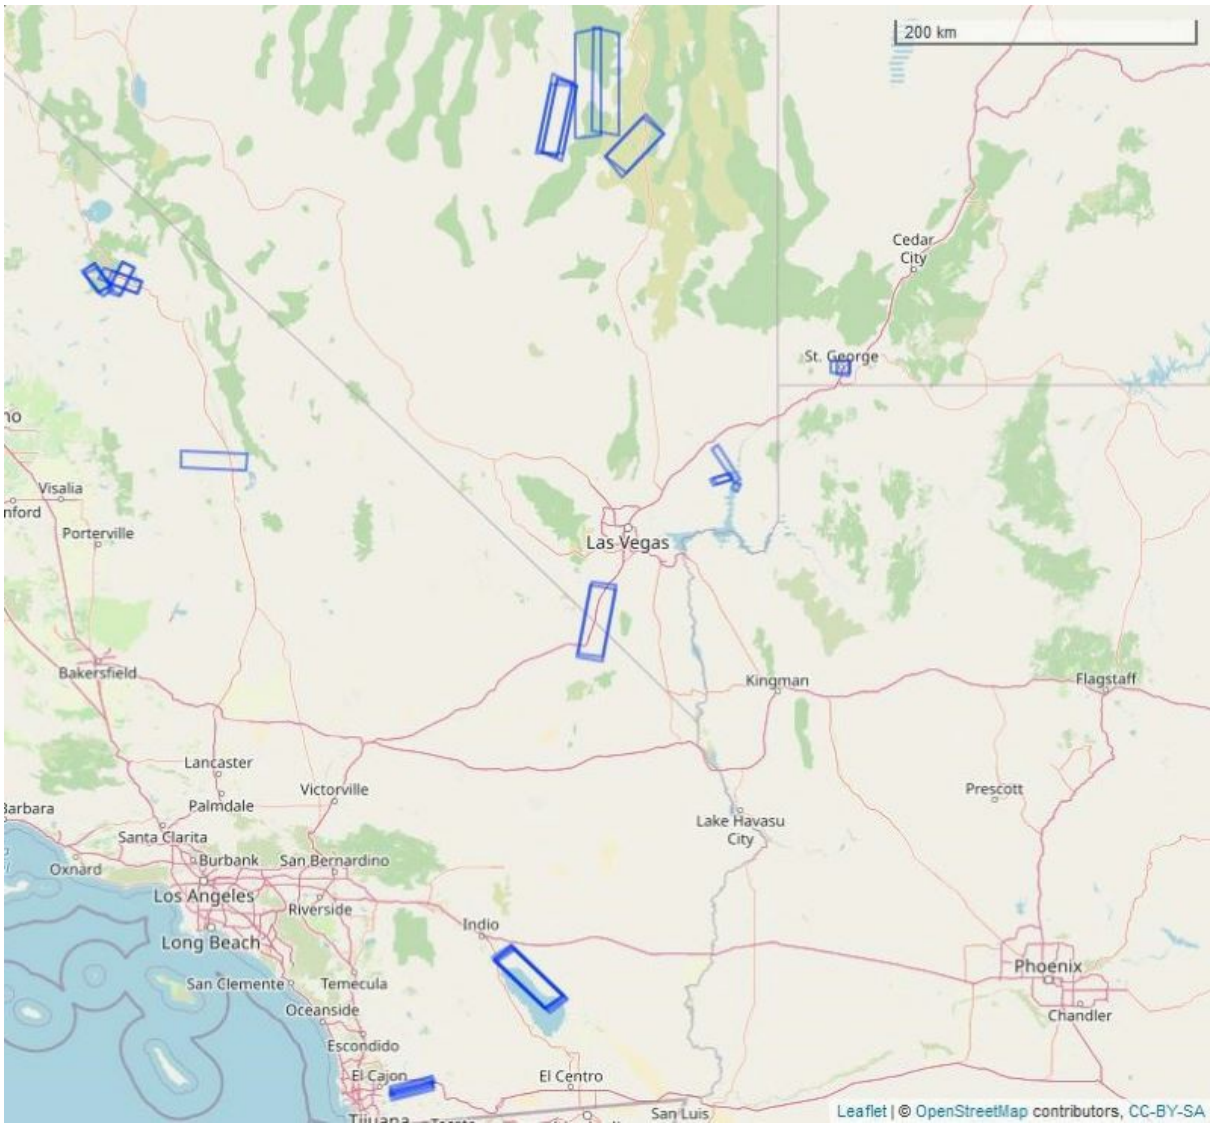 200 km
Cedar
City
St. George
no
Visalia
nford
Porterville
Las Vegas
Bakersfield
Kingman
Flagstaff
Lancaster
Palmdale
Victorville
Prescott
Barbara
Lake Havasu
City
Santa Clarita
Oxnard
Burbank
San Bernardino
Los Angeles
Riverside
Indio
Long Beach
Phoenix
San Clemente
Temecula
Oceanside
Chandler
Escondido
El Cajon
El Centro
San Luis
Tijuana
Leaflet | © OpenStreetMap contributors, CC-BY-SA